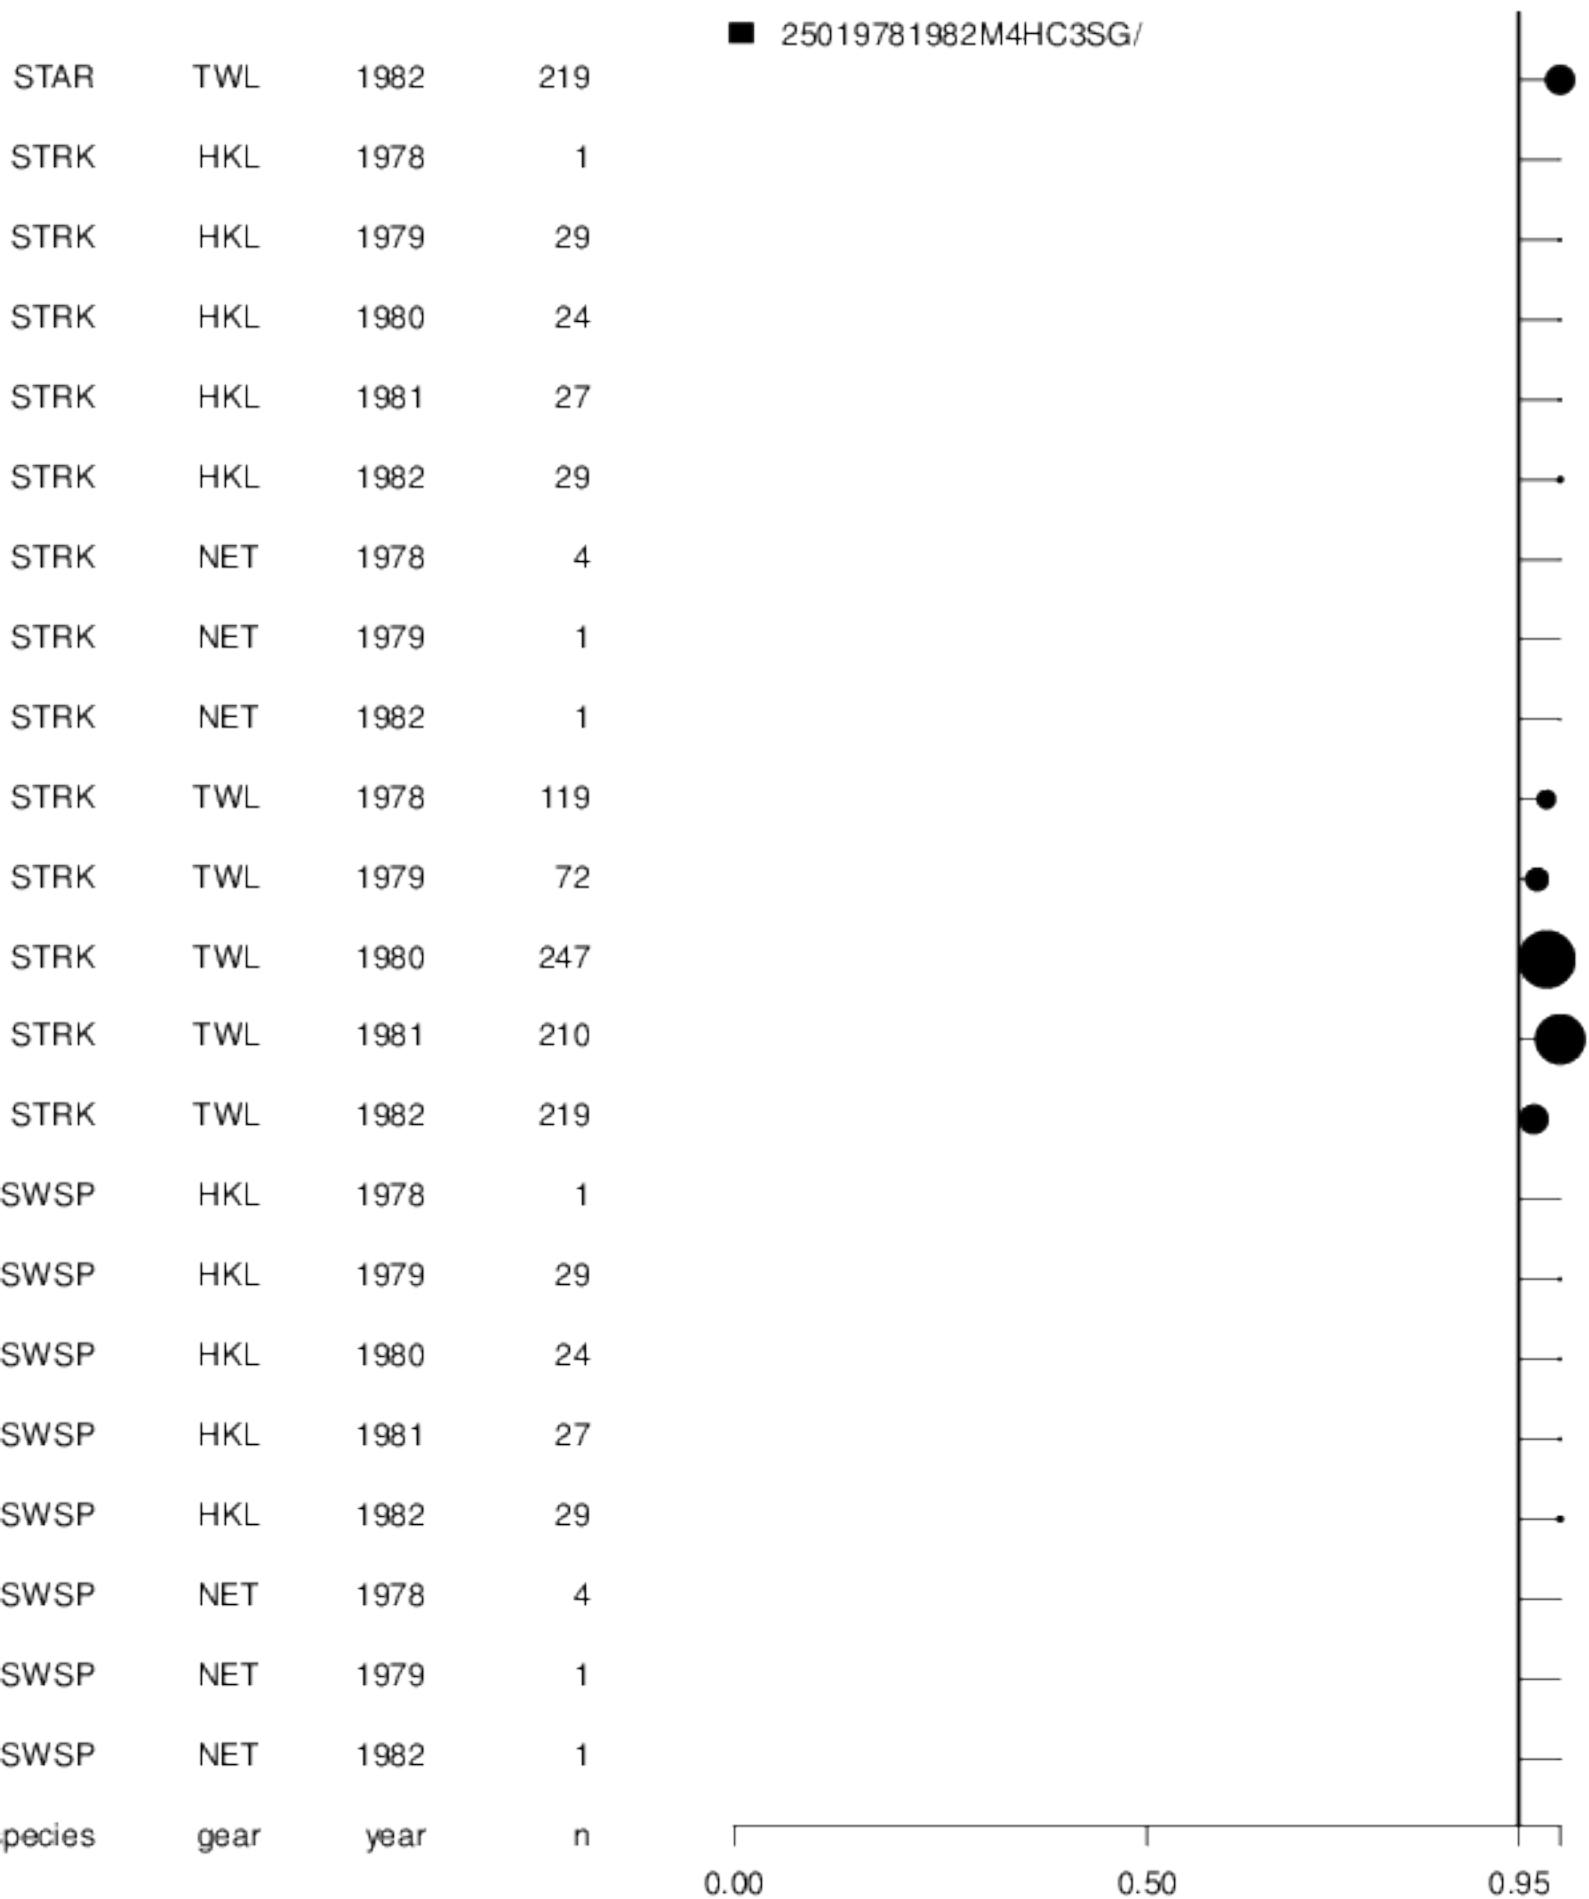 25019781982M4HC3SG/
STAR TWL 1982 219
STRK HKL 1978 1
STRK HKL 1979 29
STRK HKL 1980 24
STRK HKL 1981 27
STRK HKL 1982 29
STRK NET 1978 4
STRK NET 1979 1
STRK NET 1982 1
STRK TWL 1978 119
STRK TWL 1979 72
STRK TWL 1980 247
STRK TWL 1981 210
STRK TWL 1982 219
SWSP HKL 1978 1
SWSP HKL 1979 29
SWSP HKL 1980 24
SWSP HKL 1981 27
SWSP HKL 1982 29
SWSP NET 1978 4
SWSP NET 1979 1
SWSP NET 1982 1
pecies gear year n
0.00 0.50 0.95